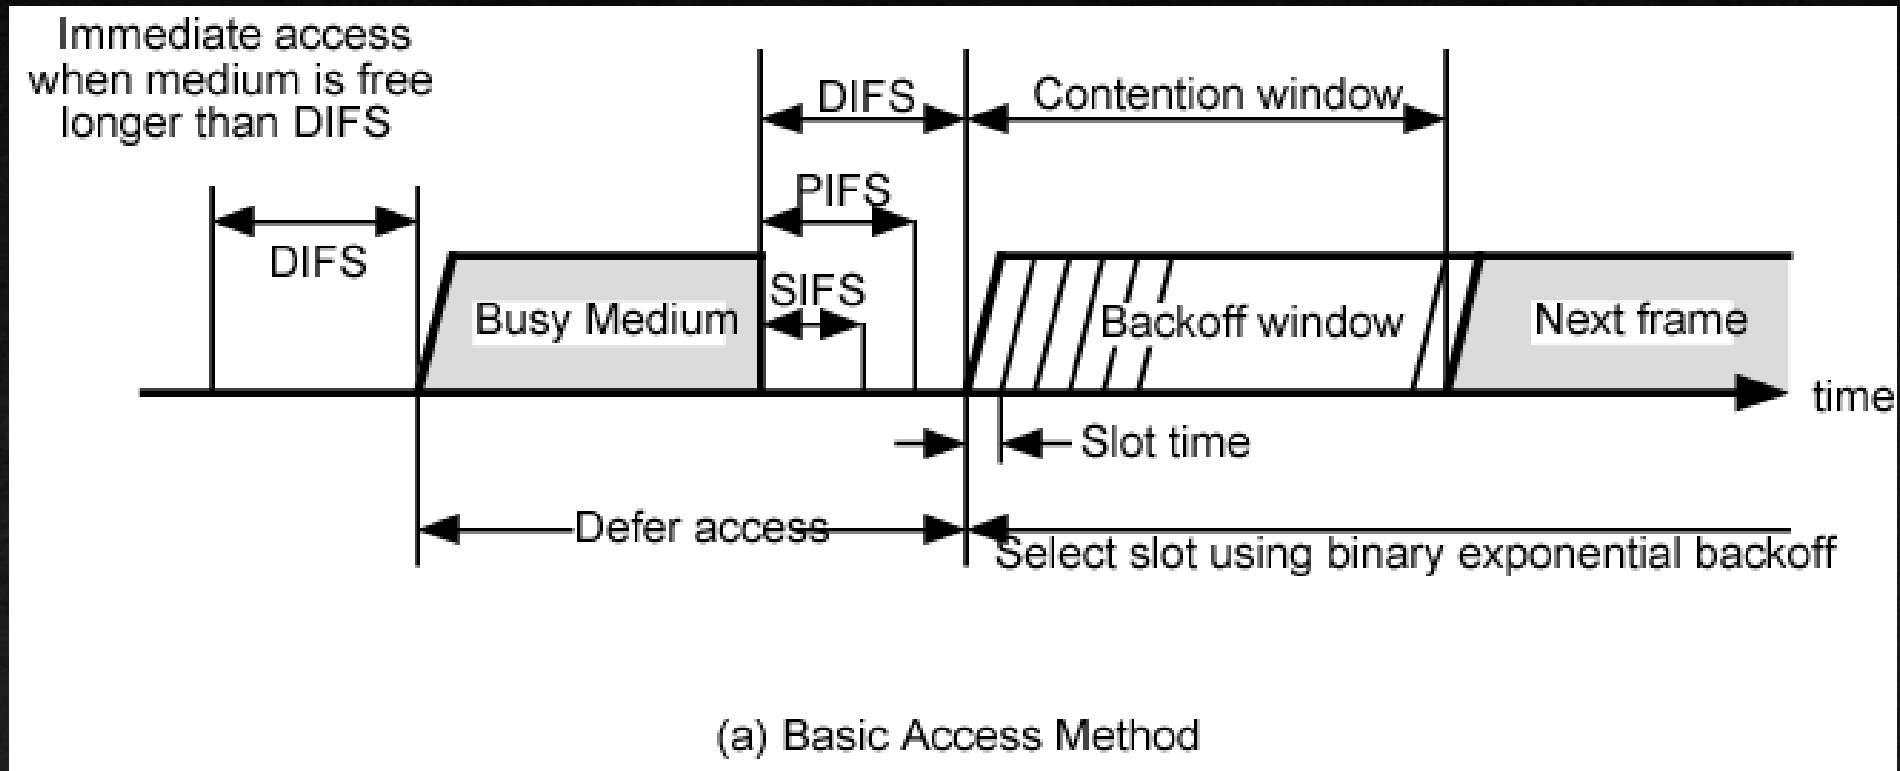 Immediate access
when medium is free
longer than DIFS
DIFS
Contention window
PIFS
DIFS
SIFS
Busy Medium
Backoff window
Next frame
time
Slot time
Defer access
Select slot using binary exponential backoff
(a) Basic Access Method